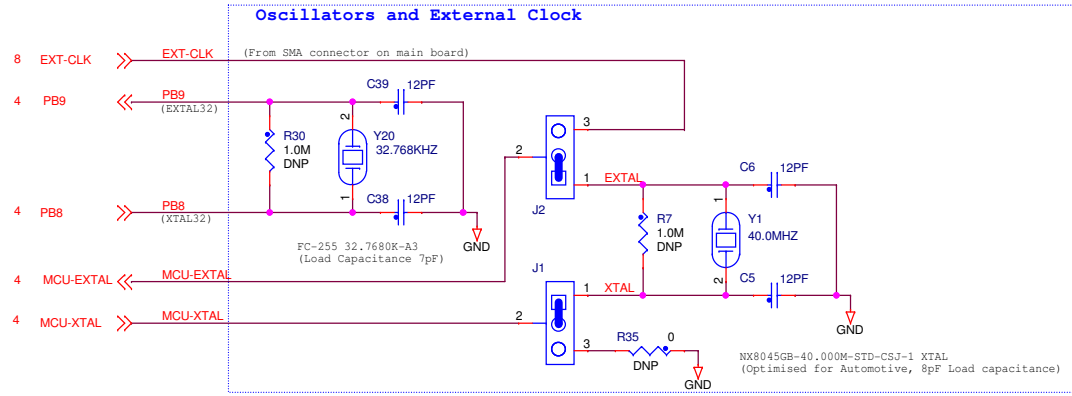 Oscillators and External Clock
8 EXT-CLK EXT-CLK (From SMA connector on main board)
C39 12PF
4 PB9 PB9
(EXTAL32)
3
2
R30
1.0M
DNP
Y20
32.768KHZ
2
1 EXTAL
C6 12PF
1
C38 12PF
4 PB8 PB8
(XTAL32)
J2
1
R7
1.0M
DNP
Y1
40.0MHZ
GND
FC-255 32.7680K-A3
(Load Capacitance 7pF)
J1
2
C5 12PF
4 MCU-EXTAL MCU-EXTAL
1 XTAL
4 MCU-XTAL MCU-XTAL 2
GND
R35 0
3
DNP
NX8045GB-40.000M-STD-CSJ-1 XTAL
(Optimised for Automotive, 8pF Load capacitance)
GND